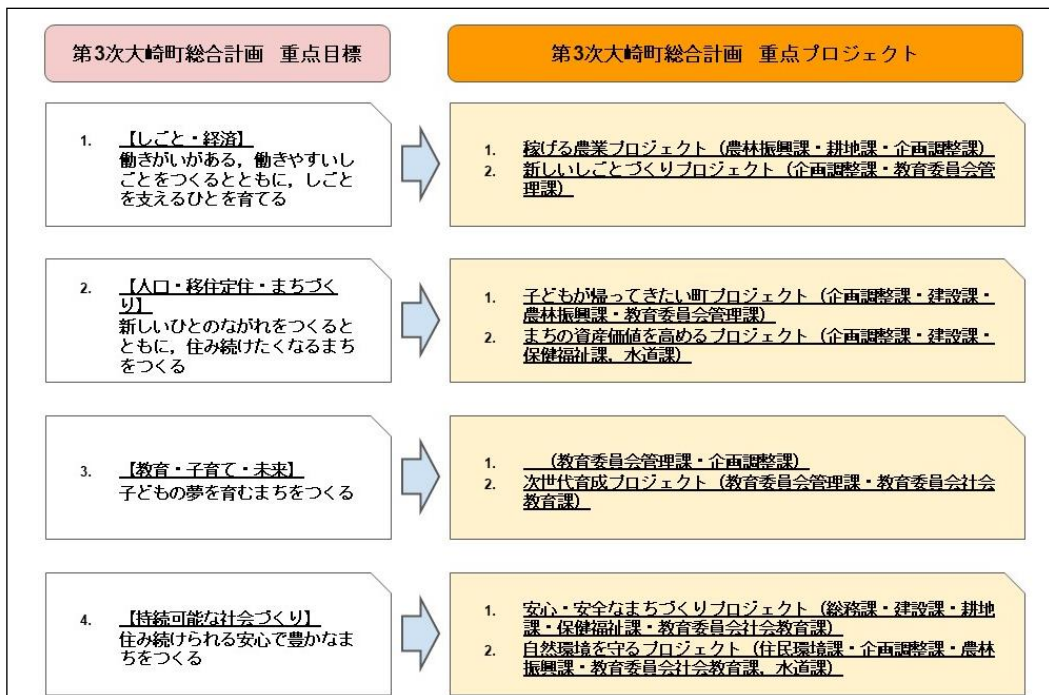 第3次大崎町総合計画　重点目標
第3次大崎町総合計画　重点プロジェクト
1. 【しごと・経済】
働きがいがある，働きやすいし
ごとをつくるとともに，しごと
を支えるひとを育てる
1. 稼げる農業プロジェクト（農林振興課・耕地課・企画調整課）
2. 新しいしごとづくりプロジェクト（企画調整課・教育委員会管
理課）
2. 【人口・移住定住・まちづく
り】
新しいひとのながれをつくると
ともに，住み続けたくなるまち
をつくる
1. 子どもが帰ってきたい町プロジェクト（企画調整課・建設課・
農林振興課・教育委員会管理課）
2. まちの資産価値を高めるプロジェクト（企画調整課・建設課・
保健福祉課，水道課）
3. 【教育・子育て・未来】
子どもの夢を育むまちをつくる
1. （教育委員会管理課・企画調整課）
2. 次世代育成プロジェクト（教育委員会管理課・教育委員会社会
教育課）
4. 【持続可能な社会づくり】
住み続けられる安心で豊かなま
ちをつくる
1. 安心・安全なまちづくりプロジェクト（総務課・建設課・耕地
課・保健福祉課・教育委員会社会教育課）
2. 自然環境を守るプロジェクト（住民環境課・企画調整課・農林
振興課・教育委員会社会教育課，水道課）